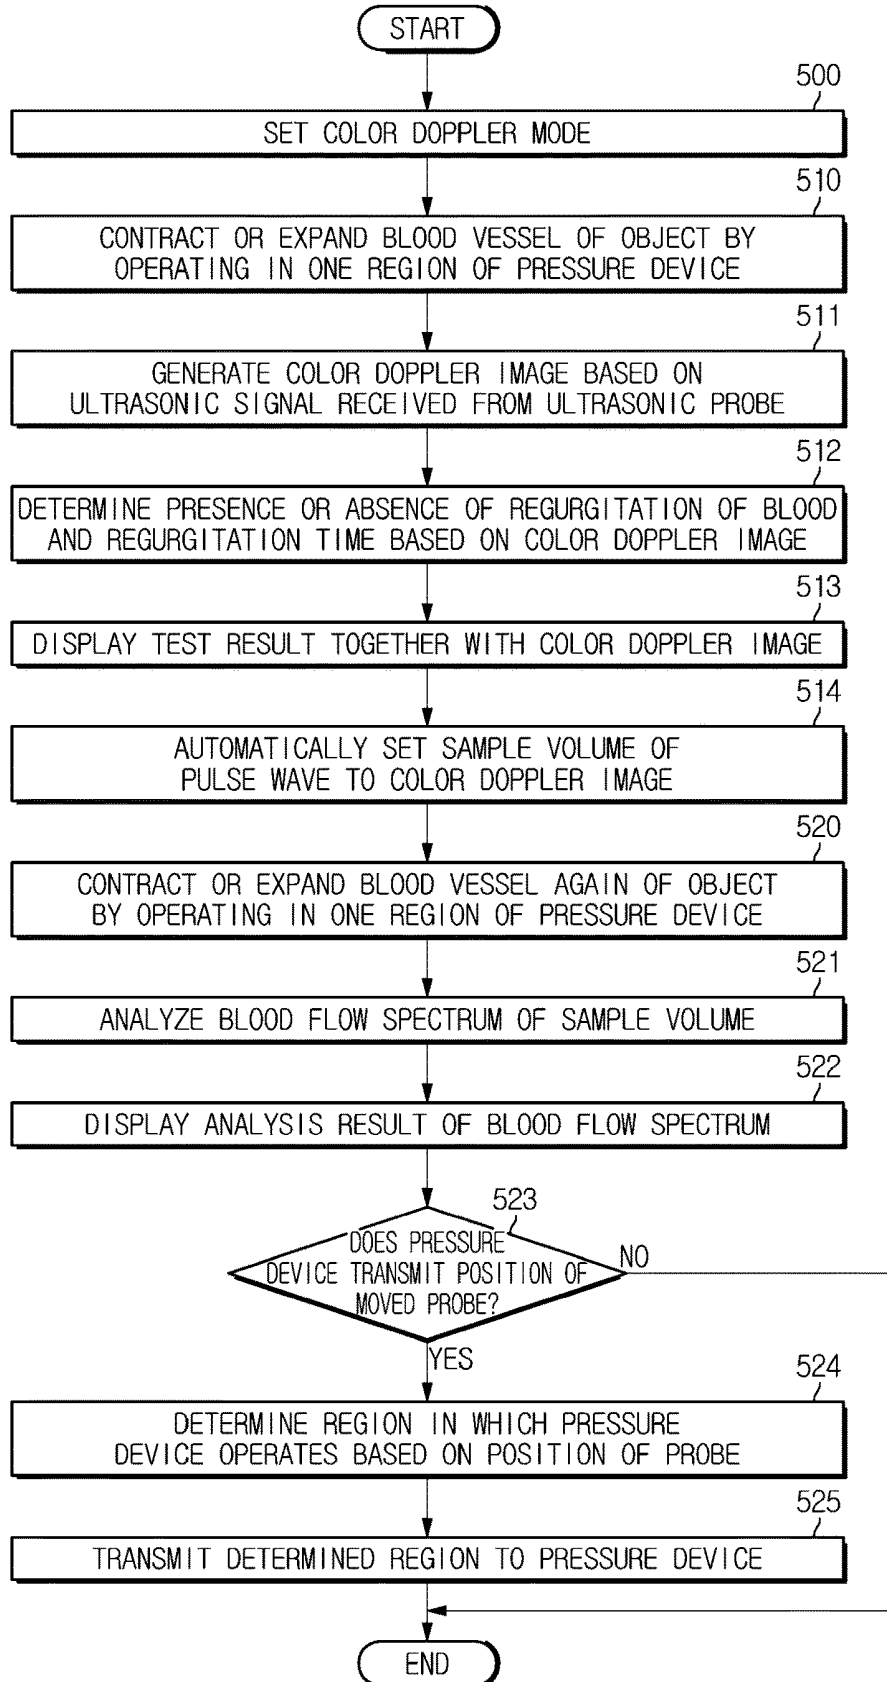 START
500
SET COLOR DOPPLER MODE
510
CONTRACT OR EXPAND BLOOD VESSEL OF OBJECT BY
OPERATING IN ONE REGION OF PRESSURE DEVICE
511
GENERATE COLOR DOPPLER IMAGE BASED ON
ULTRASONIC SIGNAL RECEIVED FROM ULTRASONIC PROBE
512
DETERMINE PRESENCE OR ABSENCE OF REGURGITATION OF BLOOD
AND REGURGITATION TIME BASED ON COLOR DOPPLER IMAGE
513
DISPLAY TEST RESULT TOGETHER WITH COLOR DOPPLER IMAGE
514
AUTOMATICALLY SET SAMPLE VOLUME OF
PULSE WAVE TO COLOR DOPPLER IMAGE
520
CONTRACT OR EXPAND BLOOD VESSEL AGAIN OF OBJECT
BY OPERATING IN ONE REGION OF PRESSURE DEVICE
521
ANALYZE BLOOD FLOW SPECTRUM OF SAMPLE VOLUME
522
DISPLAY ANALYSIS RESULT OF BLOOD FLOW SPECTRUM
523
DOES PRESSURE
DEVICE TRANSMIT POSITION OF
MOVED PROBE?
NO
YES
524
DETERMINE REGION IN WHICH PRESSURE
DEVICE OPERATES BASED ON POSITION OF PROBE
525
TRANSMIT DETERMINED REGION TO PRESSURE DEVICE
END